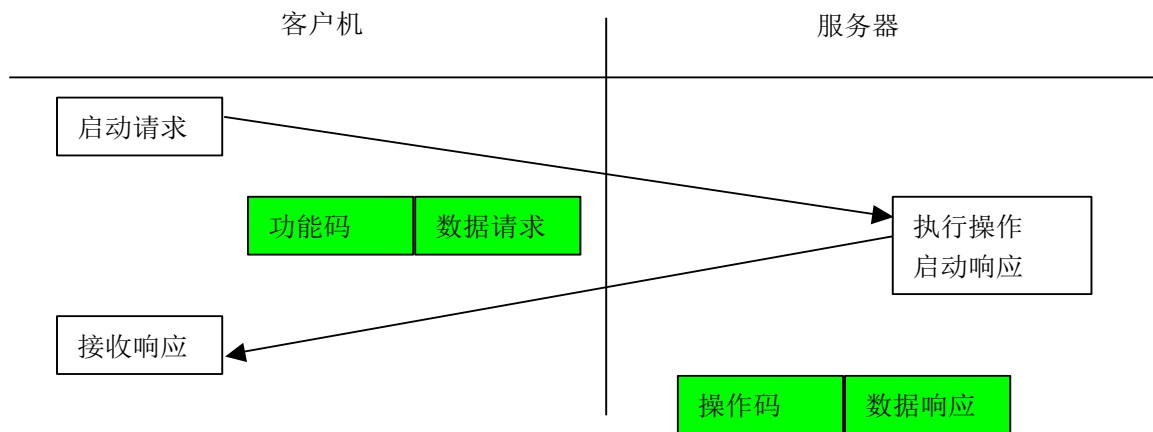 客户机
服务器
启动请求
功能码 数据请求
执行操作
启动响应
接收响应
操作码 数据响应